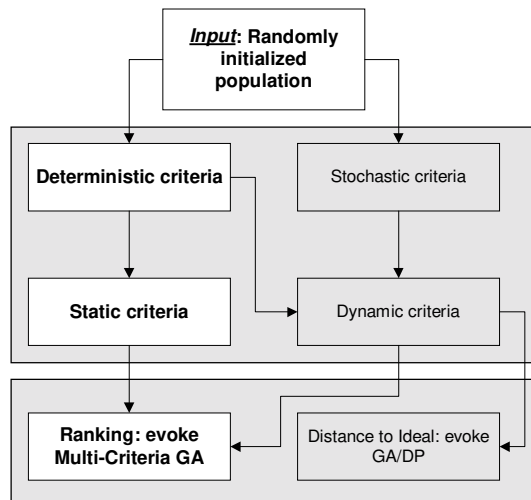 Input: Randomly
initialized
population
Deterministic criteria
Stochastic criteria
Static criteria
Dynamic criteria
Ranking: evoke
Multi-Criteria GA
Distance to Ideal: evoke
GA/DP